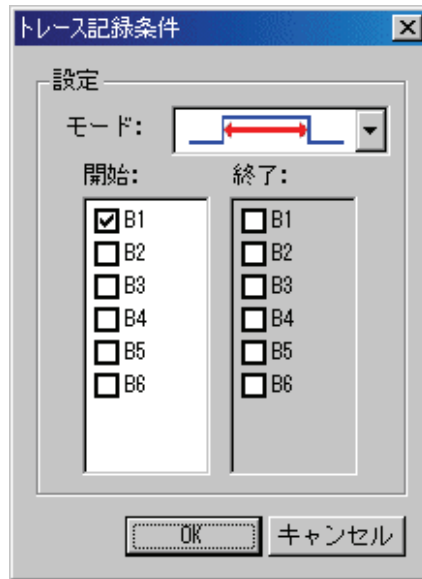 トレース記録条件
設定
モード:
開始: 終了:
B1 B1
B2 B2
B3 B3
B4 B4
B5 B5
B6 B6
OK キャンセル